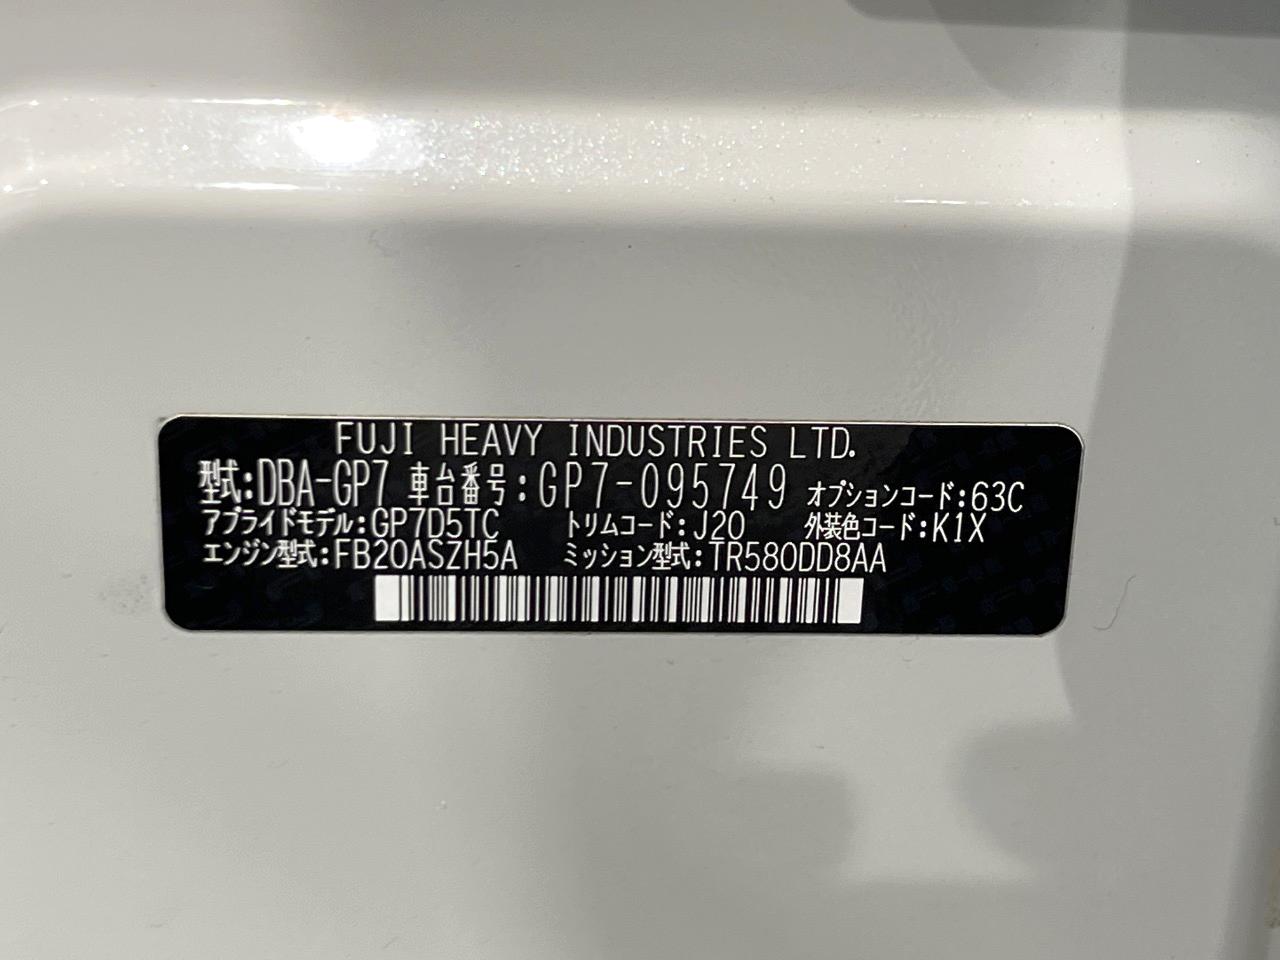 FUJI HEAVY INDUSTRIES LTD.
型式:DBA-GP7 車台番号:GP7-095749 オプションコード:63C
アプライドモデル:GP7D5TC トリムコード:J20 外装色コード:K1X
エンジン型式:FB20ASZH5A ミッション型式:TR580DD8AA